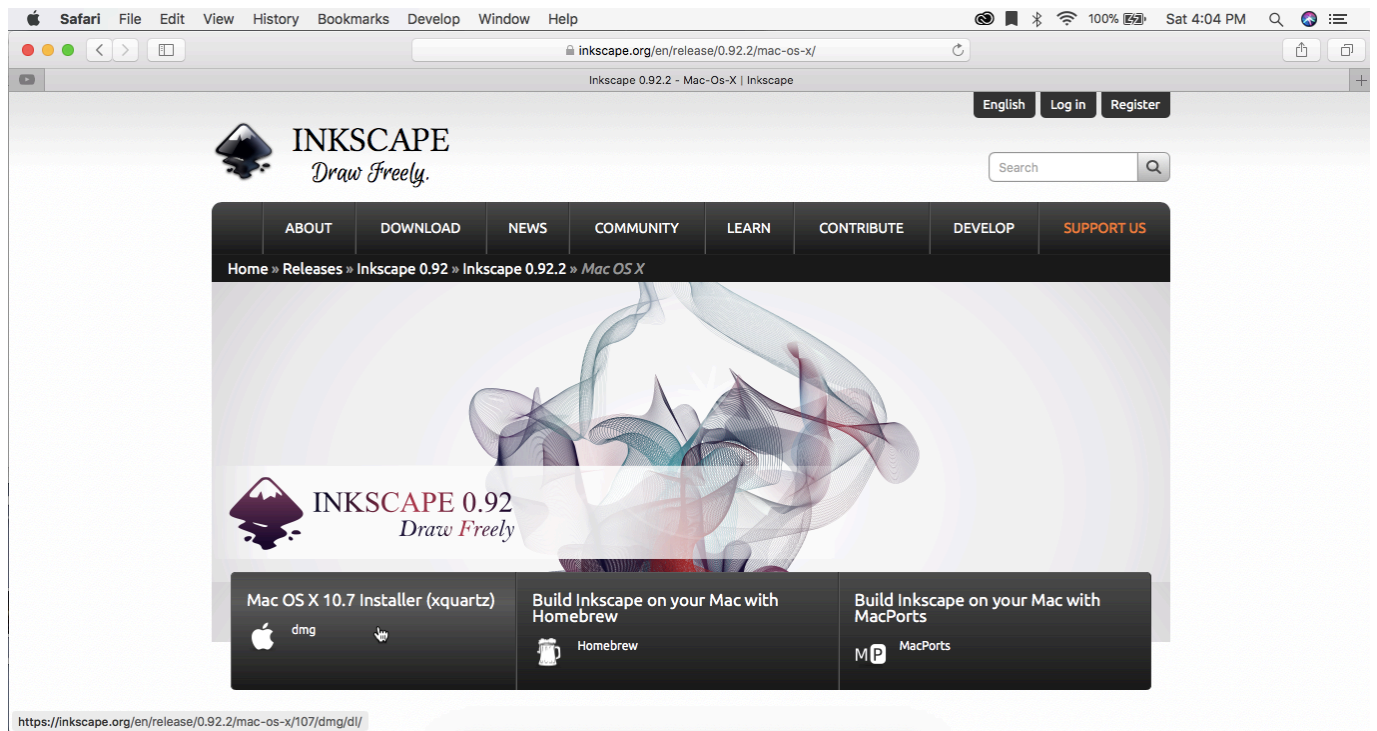 Safari File Edit View History Bookmarks Develop Window Help 100% Sat 4:04 PM
inkscape.org/en/release/0.92.2/mac-os-x/
Inkscape 0.92.2 - Mac-Os-X | Inkscape
English Log in Register
INKSCAPE
Draw Freely.
Search
ABOUT DOWNLOAD NEWS COMMUNITY LEARN CONTRIBUTE DEVELOP SUPPORT US
Home » Releases » Inkscape 0.92 » Inkscape 0.92.2 » Mac OS X
INKSCAPE 0.92
Draw Freely
Mac OS X 10.7 Installer (xquartz)
dmg
Build Inkscape on your Mac with
Homebrew
Homebrew
Build Inkscape on your Mac with
MacPorts
MP MacPorts
https://inkscape.org/en/release/0.92.2/mac-os-x/107/dmg/dl/